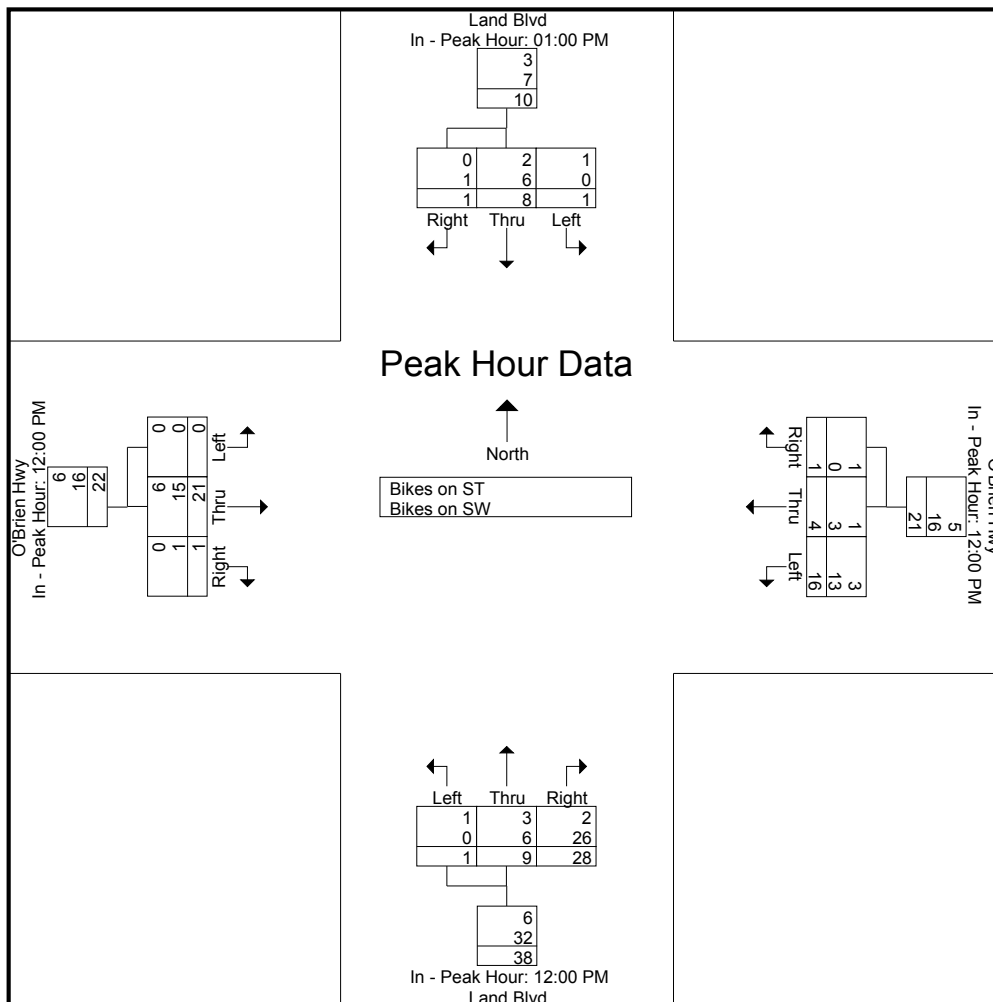 Land Blvd
In - Peak Hour: 01:00 PM
3
7
10
0 2 1
1 6 0
1 8 1
Right Thru Left
Peak Hour Data
North
Bikes on ST
Bikes on SW
O'Brien Hwy
In - Peak Hour: 12:00 PM
6
16
22
0 6 0
0 15 1
0 21 1
Left Thru Right
O'Brien Hwy
In - Peak Hour: 12:00 PM
5
16
21
1 1 3
0 3 13
1 4 16
Right Thru Left
Left Thru Right
1 3 2
0 6 26
1 9 28
6
32
38
In - Peak Hour: 12:00 PM
Land Blvd